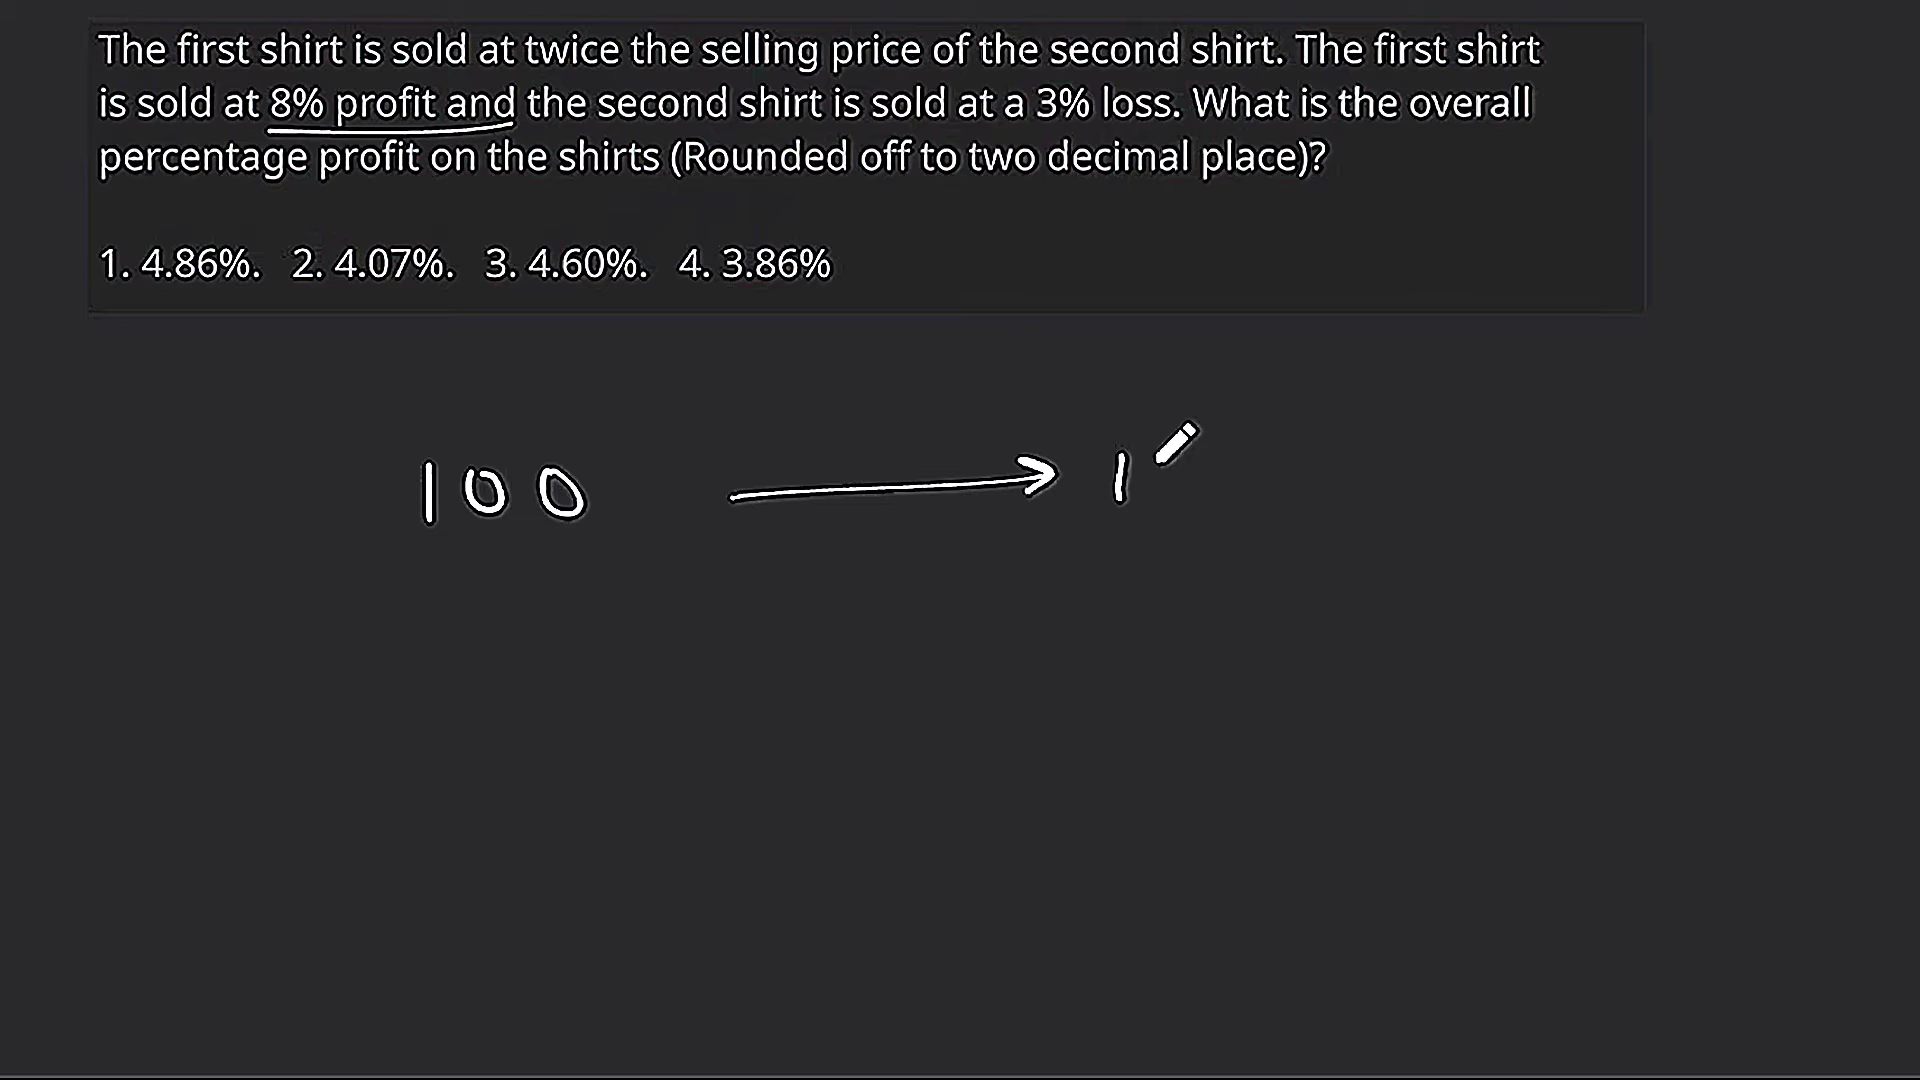 The first shirt is sold at twice the selling price of the second shirt. The first shirt
is sold at 8% profit and the second shirt is sold at a 3% loss. What is the overall
percentage profit on the shirts (Rounded off to two decimal place)?
1. 4.86%. 2. 4.07%. 3. 4.60%. 4. 3.86%
100 → 1